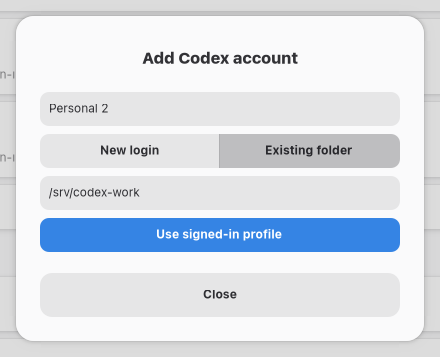 Add Codex account
Personal 2
New login
Existing folder
/srv/codex-work
Use signed-in profile
Close